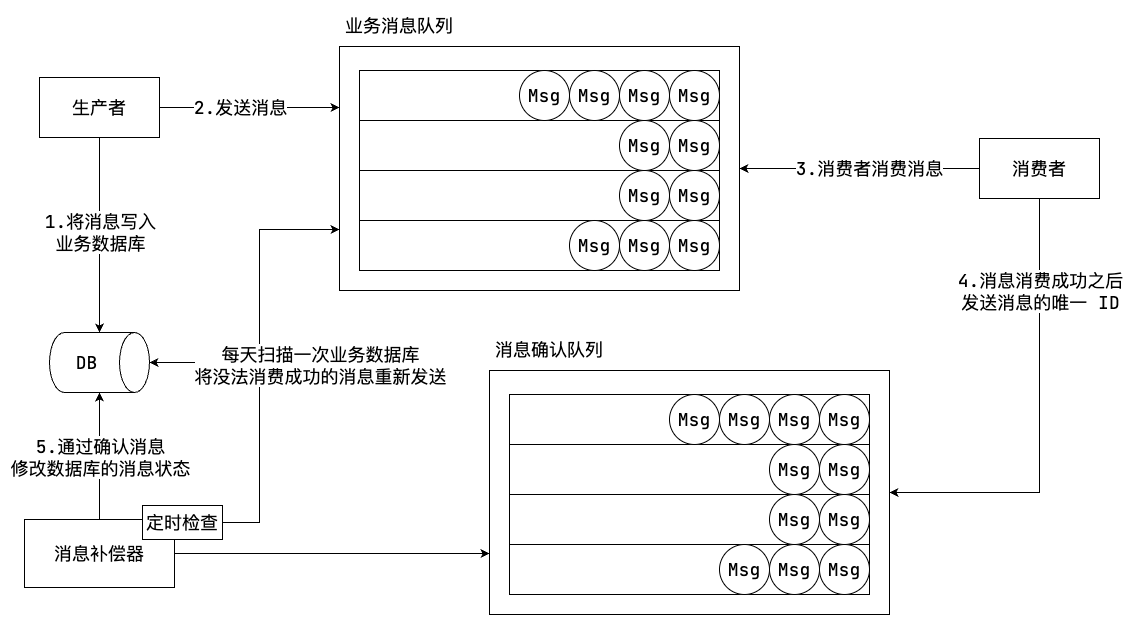 业务消息队列
生产者
2.发送消息
Msg Msg Msg Msg
Msg Msg
Msg Msg
Msg Msg Msg
3.消费者消费消息
消费者
1.将消息写入
业务数据库
4.消息消费成功之后
发送消息的唯一 ID
DB
每天扫描一次业务数据库
将没法消费成功的消息重新发送
消息确认队列
Msg Msg Msg Msg
Msg Msg
Msg Msg
Msg Msg Msg
5.通过确认消息
修改数据库的消息状态
定时检查
消息补偿器